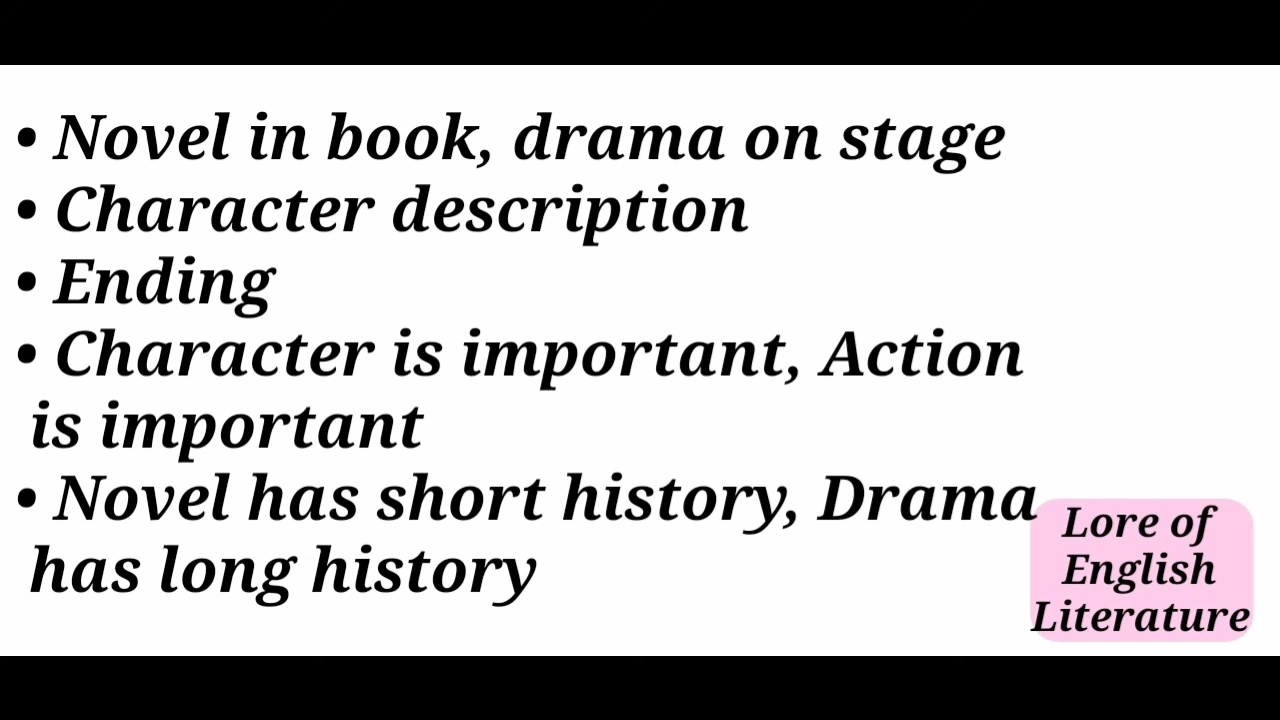 • Novel in book, drama on stage
• Character description
• Ending
• Character is important, Action
is important
• Novel has short history, Drama
has long history
Lore of
English
Literature